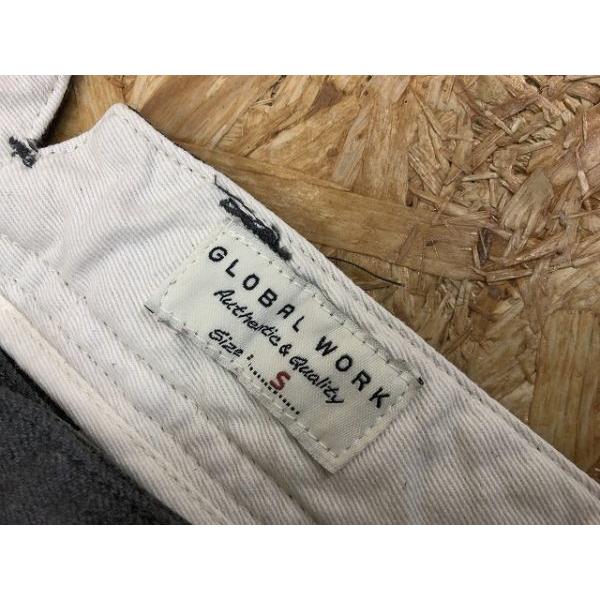 GLOBAL WORK
Authentic & Quality
Size:....S....